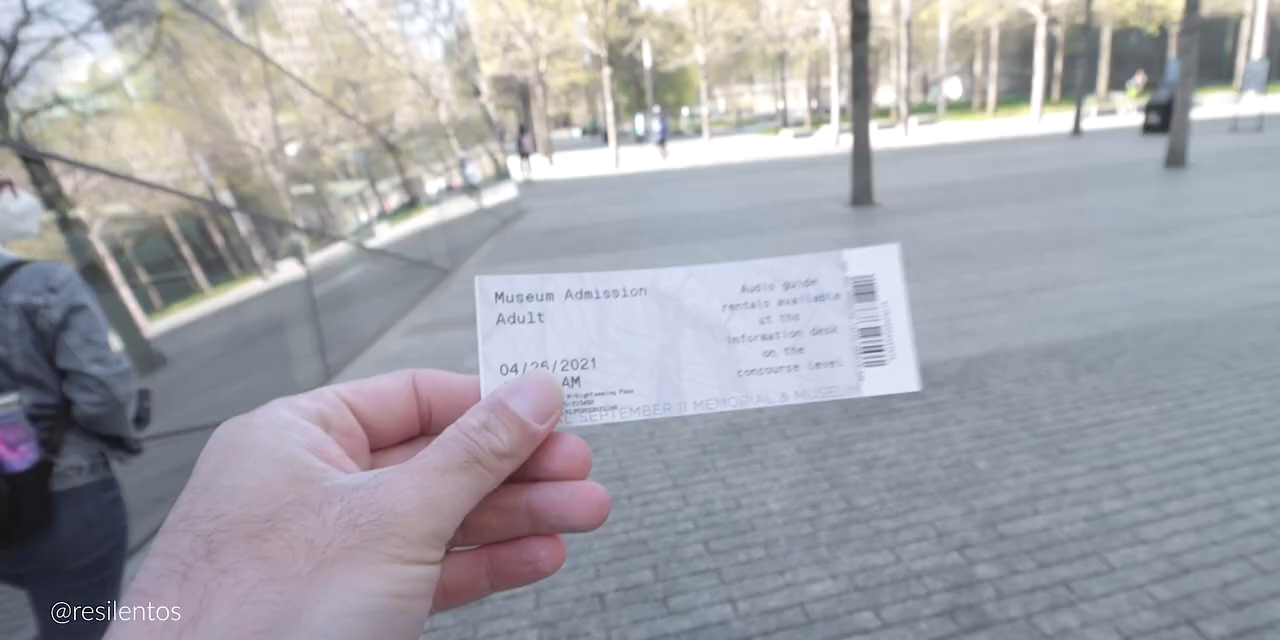 Museum Admission
Adult
04/26/2021
AM
Audio guide
rentals available
at the
information desk
on the
concourse level
SEPTEMBER 11 MEMORIAL & MUSEUM
@resilentos